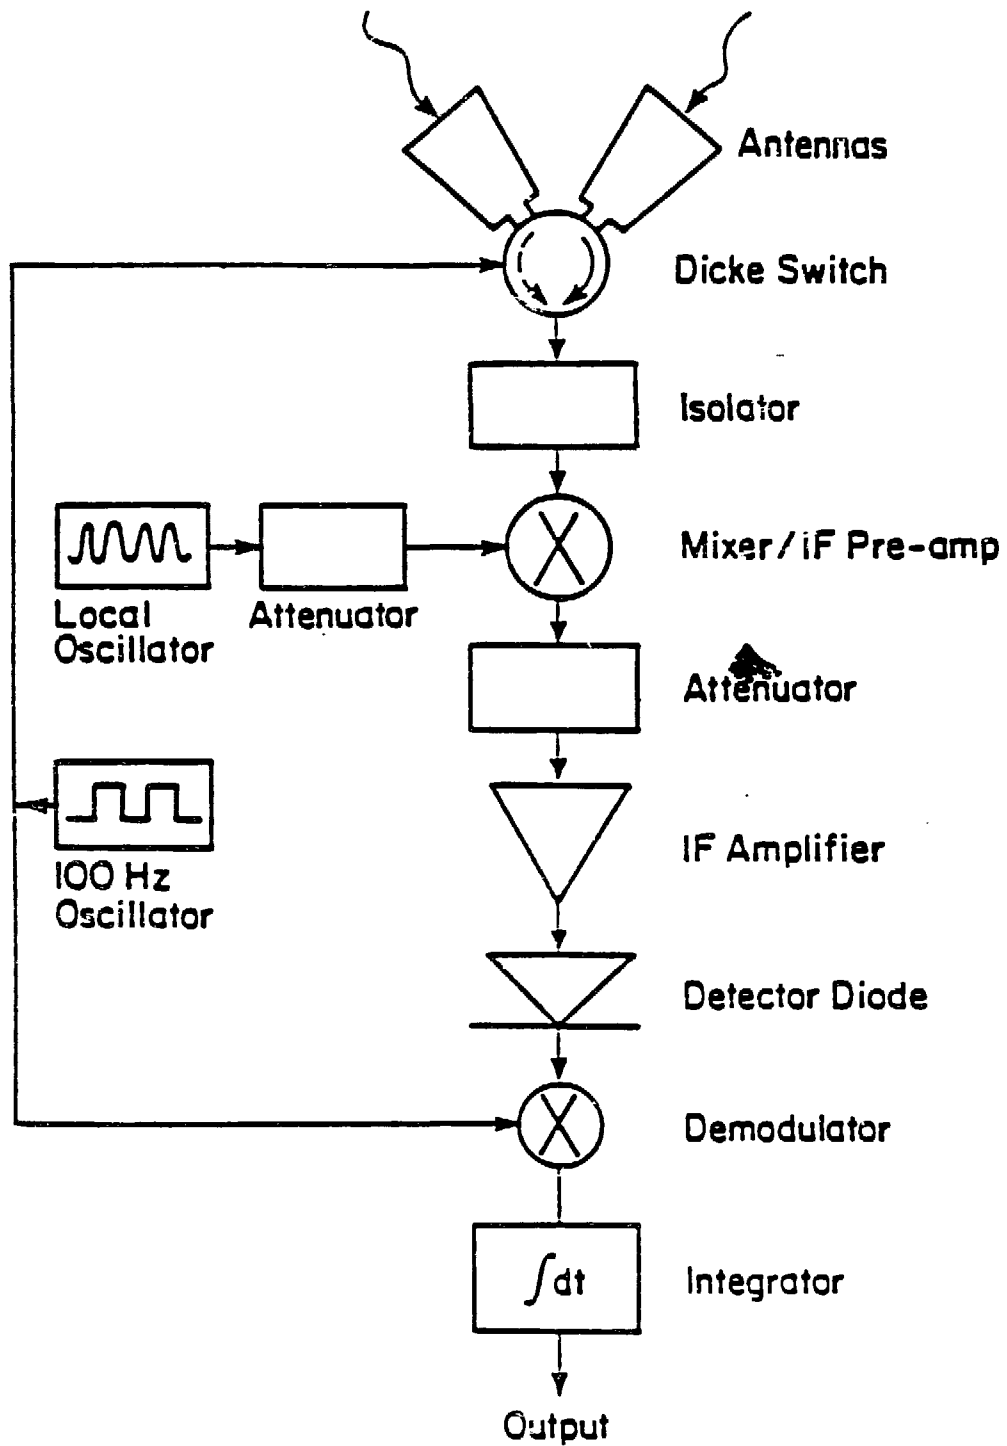 Antennas
Dicke Switch
Isolator
Mixer/IF Pre-amp
Local
Oscillator
Attenuator
Attenuator
100 Hz
Oscillator
IF Amplifier
Detector Diode
Demodulator
∫dt
Integrator
Output